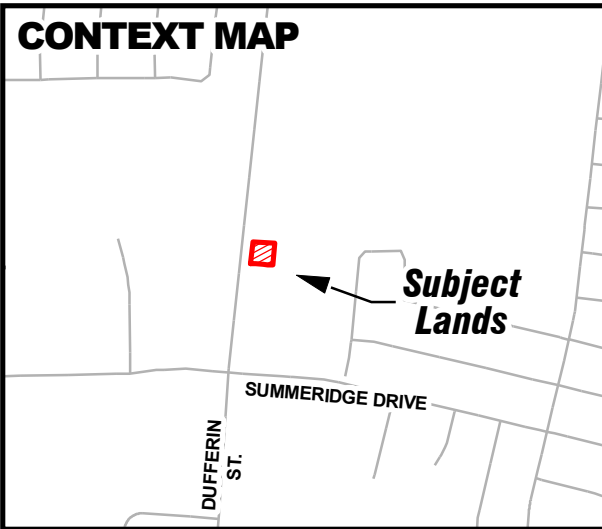 CONTEXT MAP
Subject
Lands
SUMMERIDGE DRIVE
DUFFERIN
ST.